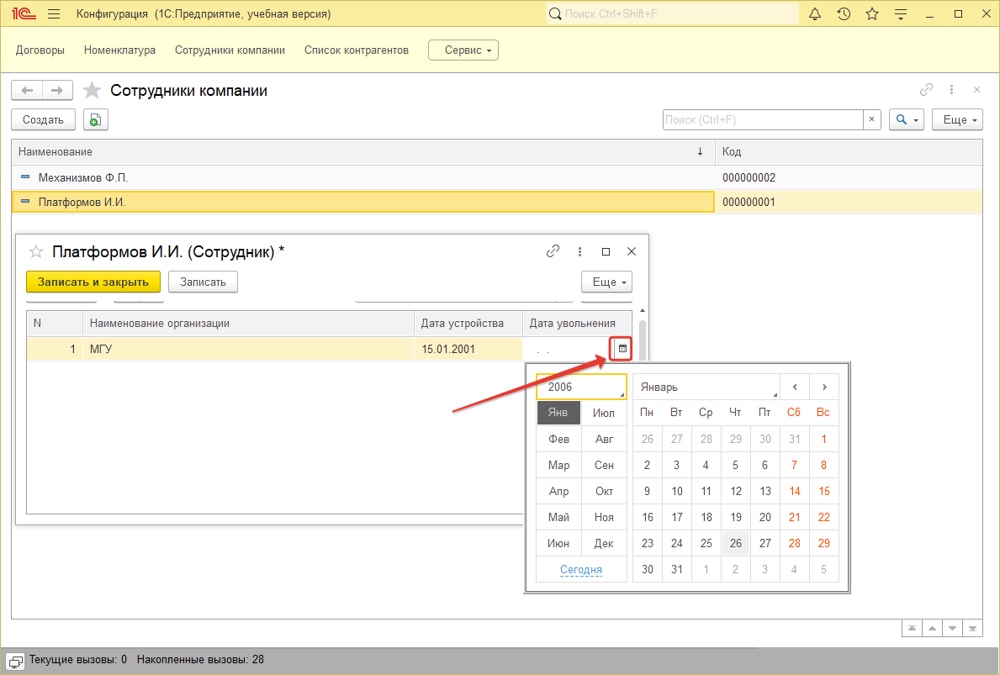 1С Конфигурация (1С:Предприятие, учебная версия) Поиск Ctrl+Shift+F
Договоры Номенклатура Сотрудники компании Список контрагентов Сервис
Сотрудники компании
Создать Поиск (Ctrl+F) × Еще
Наименование ↓ Код
Механизмов Ф.П. 000000002
Платформов И.И. 000000001
Платформов И.И. (Сотрудник) *
Записать и закрыть Записать Еще
N Наименование организации Дата устройства Дата увольнения
1 МГУ 15.01.2001 . .
2006 Январь
Янв Июл Пн Вт Ср Чт Пт Сб Вс
Фев Авг 26 27 28 29 30 31 1
Мар Сен 2 3 4 5 6 7 8
Апр Окт 9 10 11 12 13 14 15
Май Ноя 16 17 18 19 20 21 22
Июн Дек 23 24 25 26 27 28 29
Сегодня 30 31 1 2 3 4 5
Текущие вызовы: 0 Накопленные вызовы: 28